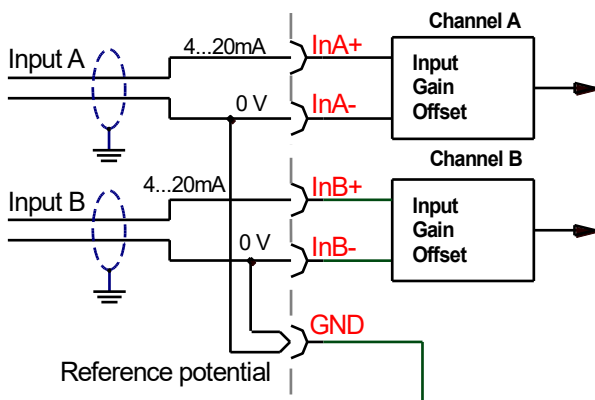 Channel A
Input A
4...20mA
InA+
Input
Gain
Offset
0 V
InA-
Channel B
Input B
4...20mA
InB+
Input
Gain
Offset
0 V
InB-
GND
Reference potential